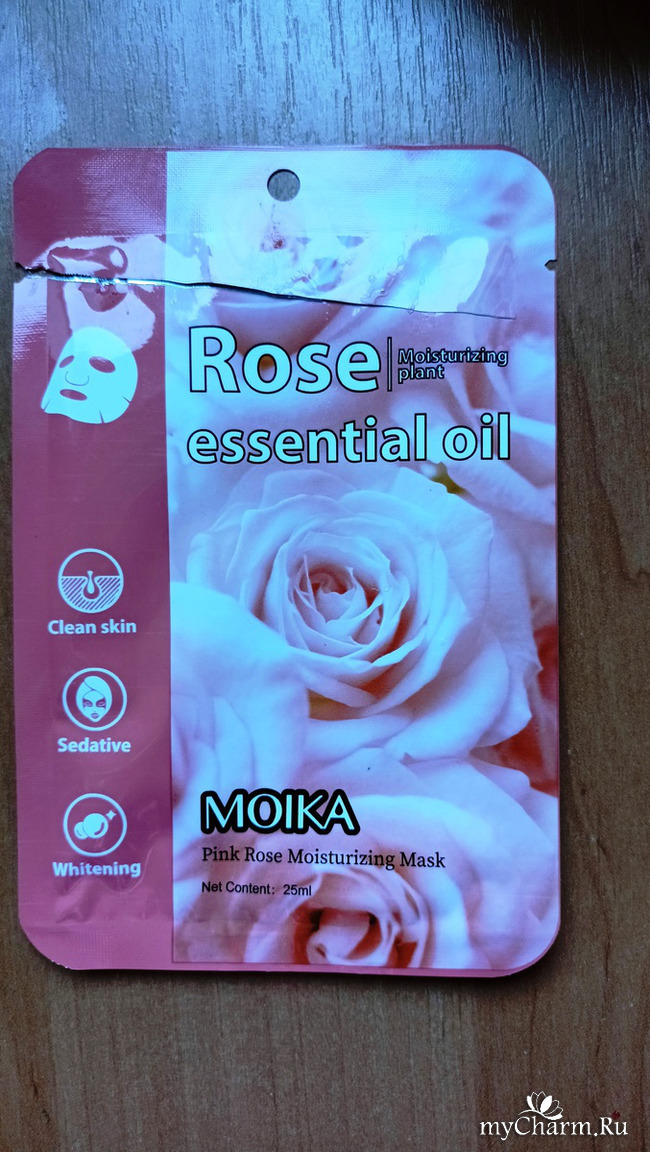 Rose
Moisturizing
plant
essential oil
Clean skin
Sedative
Whitening
MOIKA
Pink Rose Moisturizing Mask
Net Content: 25ml
myCharm.Ru